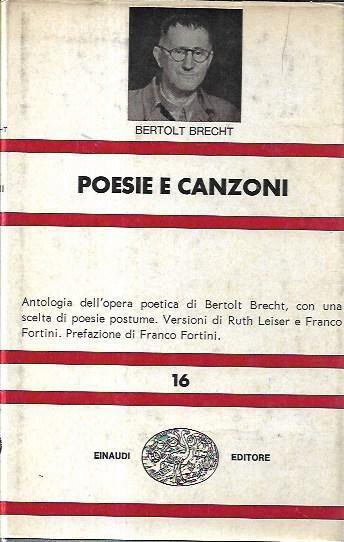 BERTOLT BRECHT
POESIE E CANZONI
Antologia dell'opera poetica di Bertolt Brecht, con una
scelta di poesie postume. Versioni di Ruth Leiser e Franco
Fortini. Prefazione di Franco Fortini.
16
EINAUDI EDITORE